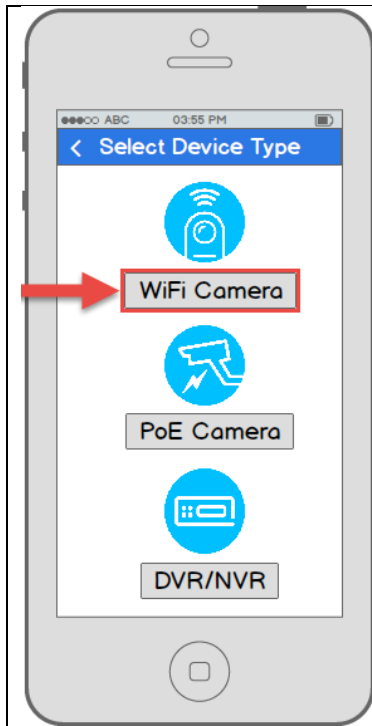 ABC 03:55 PM
< Select Device Type
WiFi Camera
PoE Camera
DVR/NVR